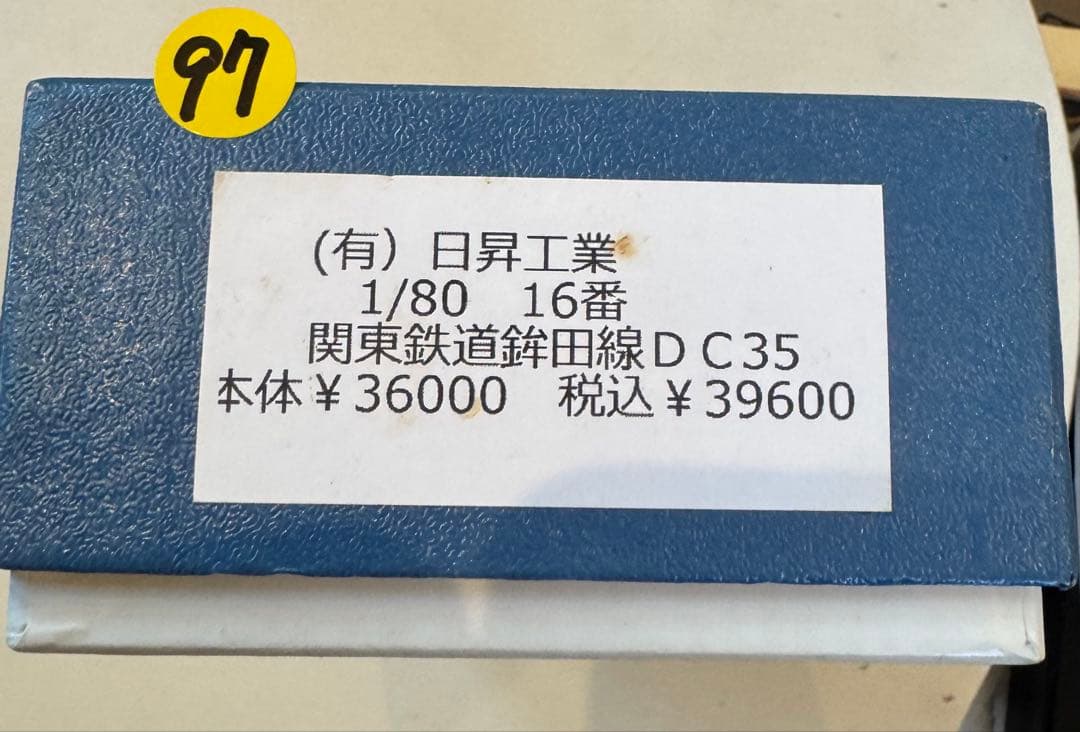 97
(有) 日昇工業
1/80 16番
関東鉄道鉾田線ＤＣ35
本体￥36000 税込￥39600